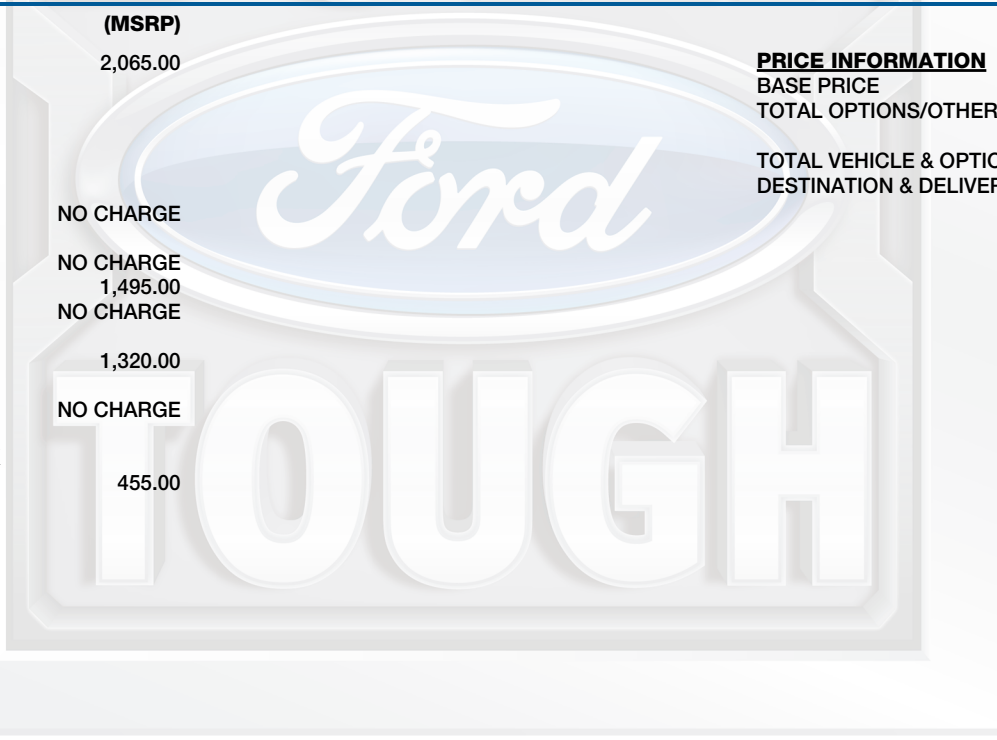 (MSRP)
2,065.00
NO CHARGE
NO CHARGE
1,495.00
NO CHARGE
1,320.00
NO CHARGE
455.00
PRICE INFORMATION
BASE PRICE
TOTAL OPTIONS/OTHER
TOTAL VEHICLE & OPTIO
DESTINATION & DELIVER
Ford
TOUGH